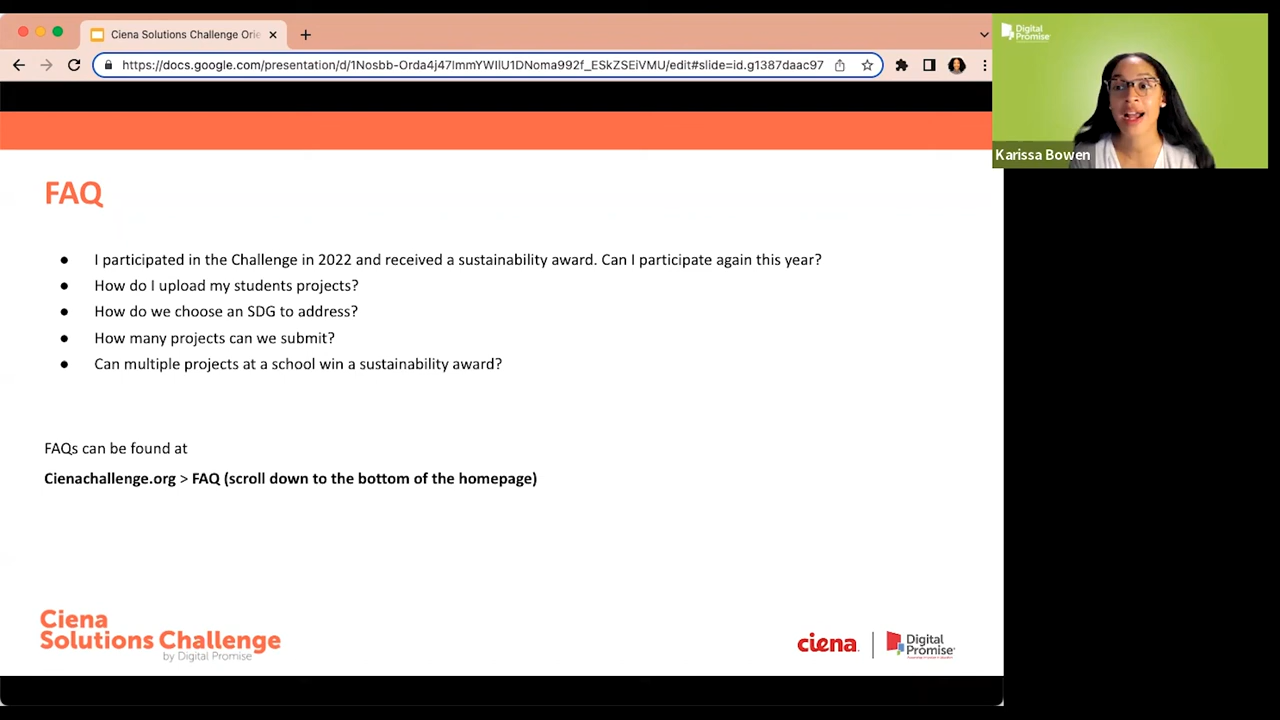 Ciena Solutions Challenge Orie
https://docs.google.com/presentation/d/1Nosbb-Orda4j47lmmYWIlU1DNoma992f_ESkZSEiVMU/edit#slide=id.g1387daac97
Digital
Promise
Karissa Bowen
FAQ
● I participated in the Challenge in 2022 and received a sustainability award. Can I participate again this year?
● How do I upload my students projects?
● How do we choose an SDG to address?
● How many projects can we submit?
● Can multiple projects at a school win a sustainability award?
FAQs can be found at
Cienachallenge.org > FAQ (scroll down to the bottom of the homepage)
Ciena
Solutions Challenge
by Digital Promise
ciena
Digital
Promise